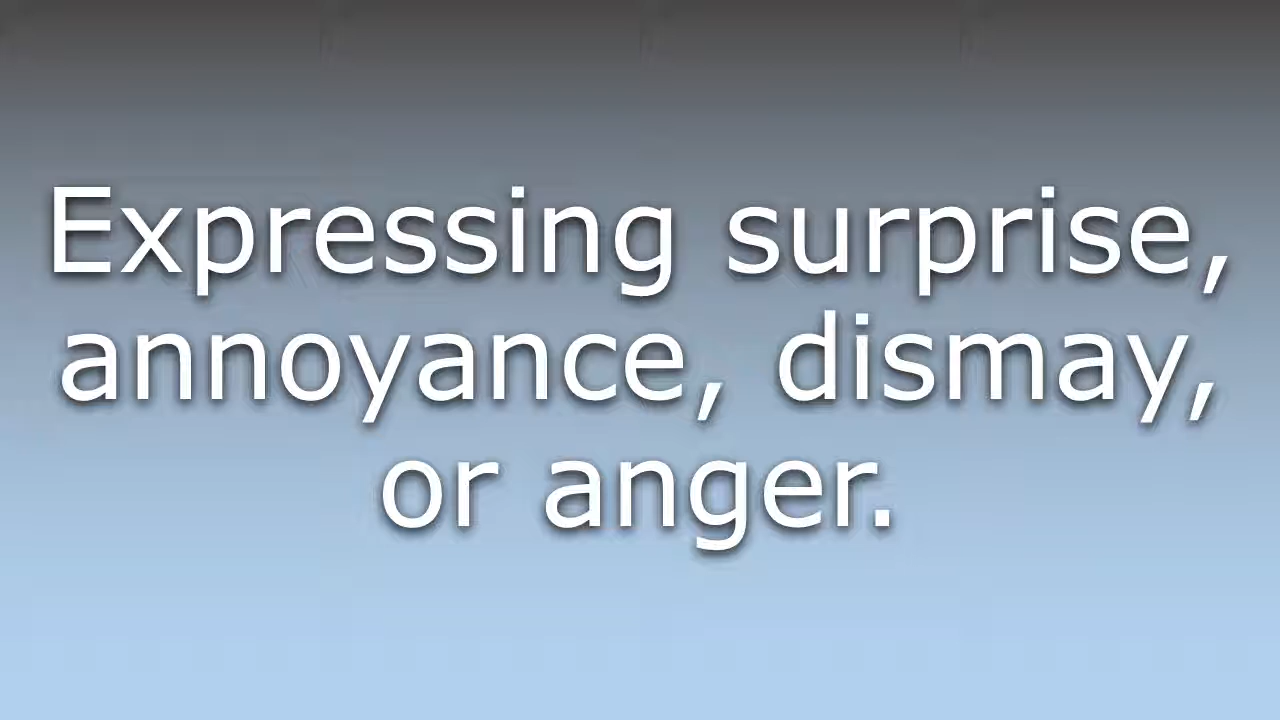 Expressing surprise,
annoyance, dismay,
or anger.